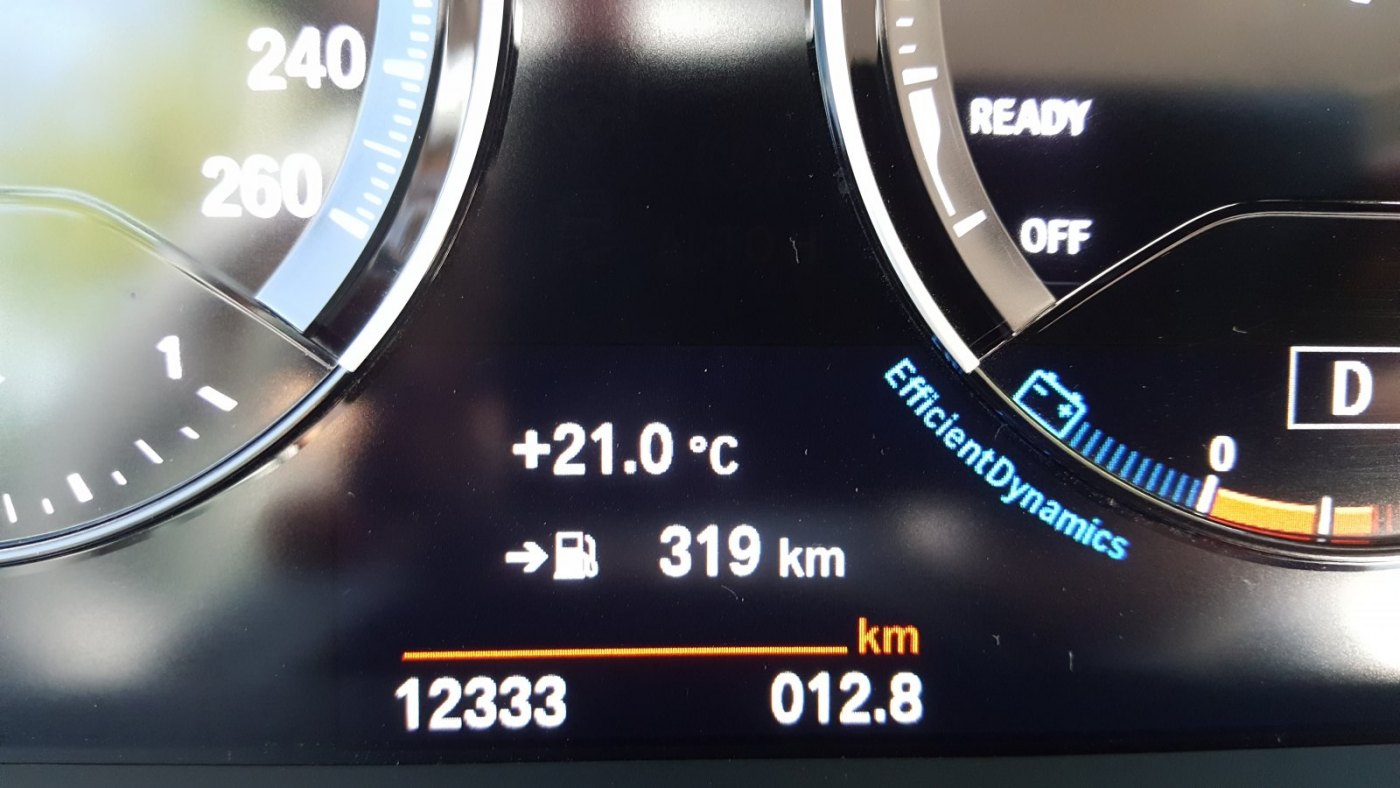 240
260
1
READY
OFF
D
0
EfficientDynamics
+21.0 °C
319 km
km
12333 012.8